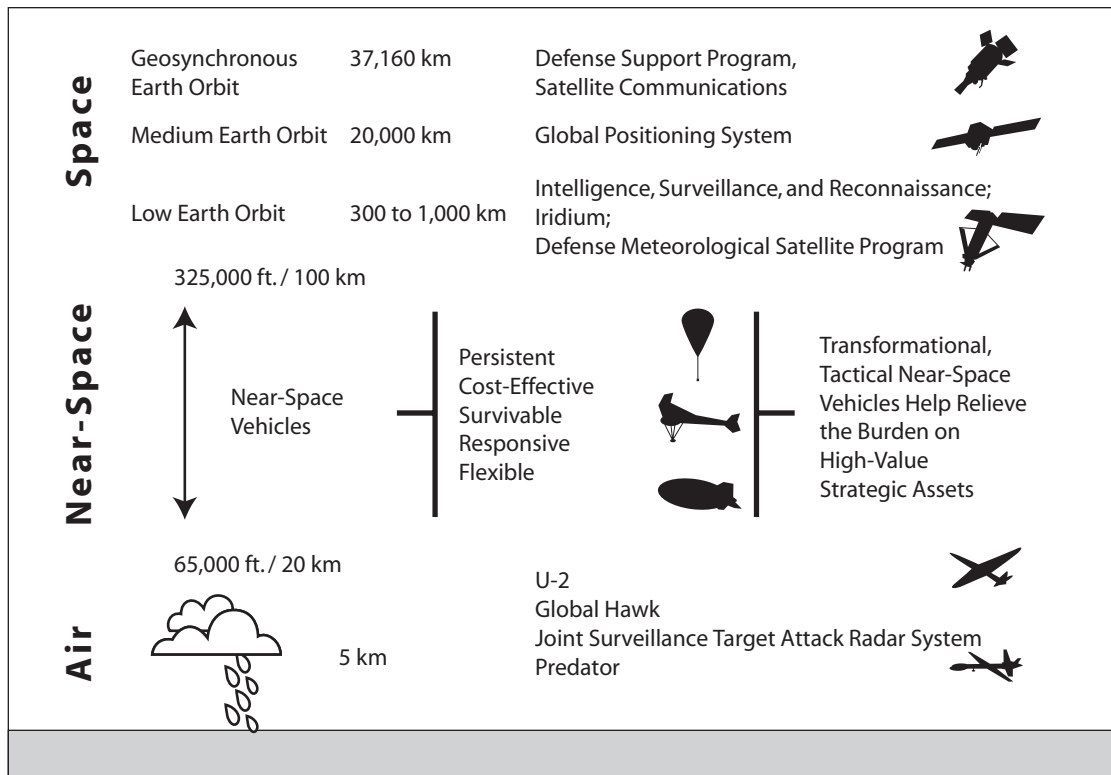 Space
Geosynchronous
Earth Orbit
37,160 km
Defense Support Program,
Satellite Communications
Medium Earth Orbit
20,000 km
Global Positioning System
Low Earth Orbit
300 to 1,000 km
Intelligence, Surveillance, and Reconnaissance;
Iridium;
Defense Meteorological Satellite Program
325,000 ft. / 100 km
Near-Space
Near-Space
Vehicles
Persistent
Cost-Effective
Survivable
Responsive
Flexible
Transformational,
Tactical Near-Space
Vehicles Help Relieve
the Burden on
High-Value
Strategic Assets
65,000 ft. / 20 km
Air
5 km
U-2
Global Hawk
Joint Surveillance Target Attack Radar System
Predator